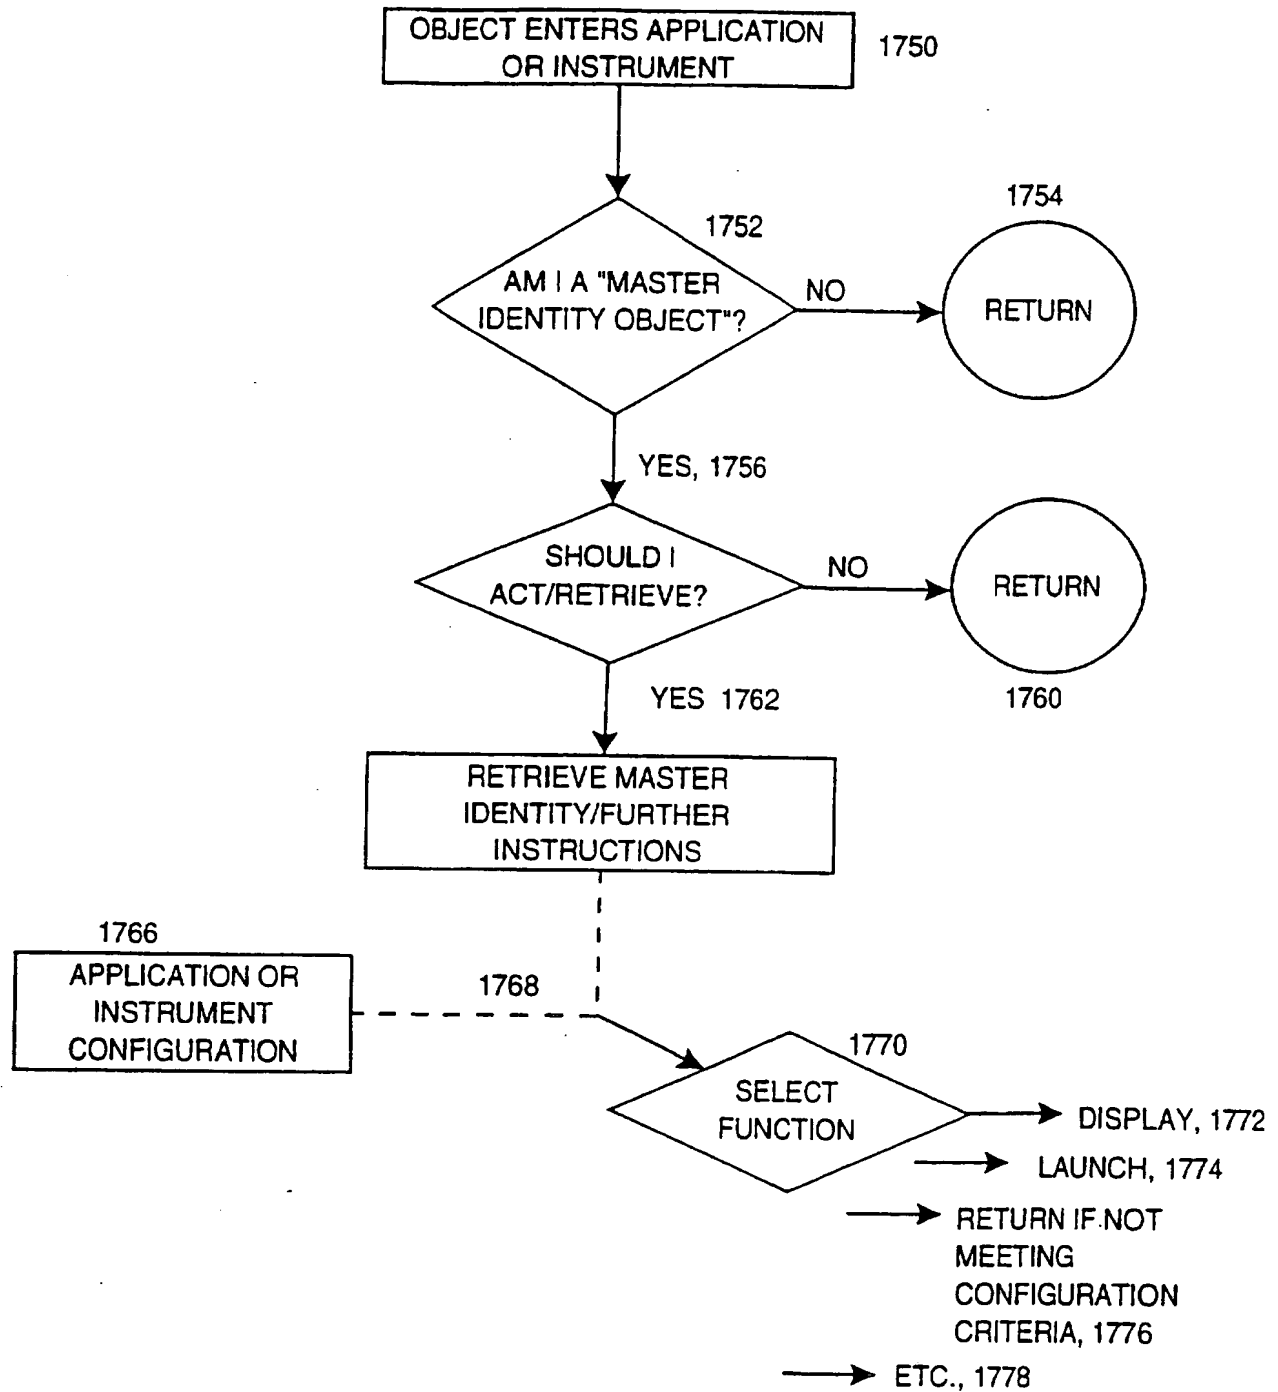 OBJECT ENTERS APPLICATION
OR INSTRUMENT
1750
1752
AM I A "MASTER
IDENTITY OBJECT"?
NO
1754
RETURN
YES, 1756
SHOULD I
ACT/RETRIEVE?
NO
RETURN
1760
YES 1762
RETRIEVE MASTER
IDENTITY/FURTHER
INSTRUCTIONS
1766
APPLICATION OR
INSTRUMENT
CONFIGURATION
1768
1770
SELECT
FUNCTION
DISPLAY, 1772
LAUNCH, 1774
RETURN IF NOT
MEETING
CONFIGURATION
CRITERIA, 1776
ETC., 1778